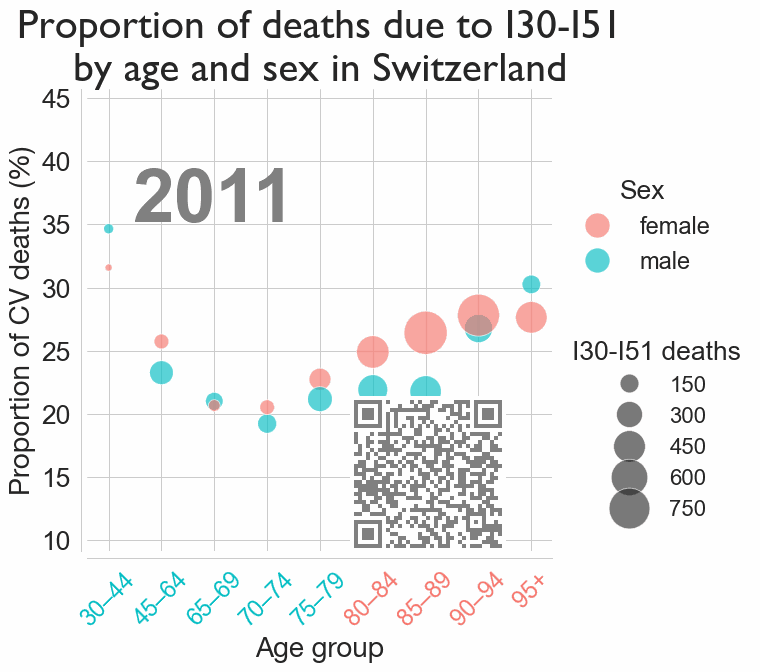 Proportion of deaths due to I30-I51
by age and sex in Switzerland
45
40
35
30
25
20
15
10
Proportion of CV deaths (%)
2011
30–44
45–64
65–69
70–74
75–79
80–84
85–89
90–94
95+
Age group
Sex
female
male
I30-I51 deaths
150
300
450
600
750